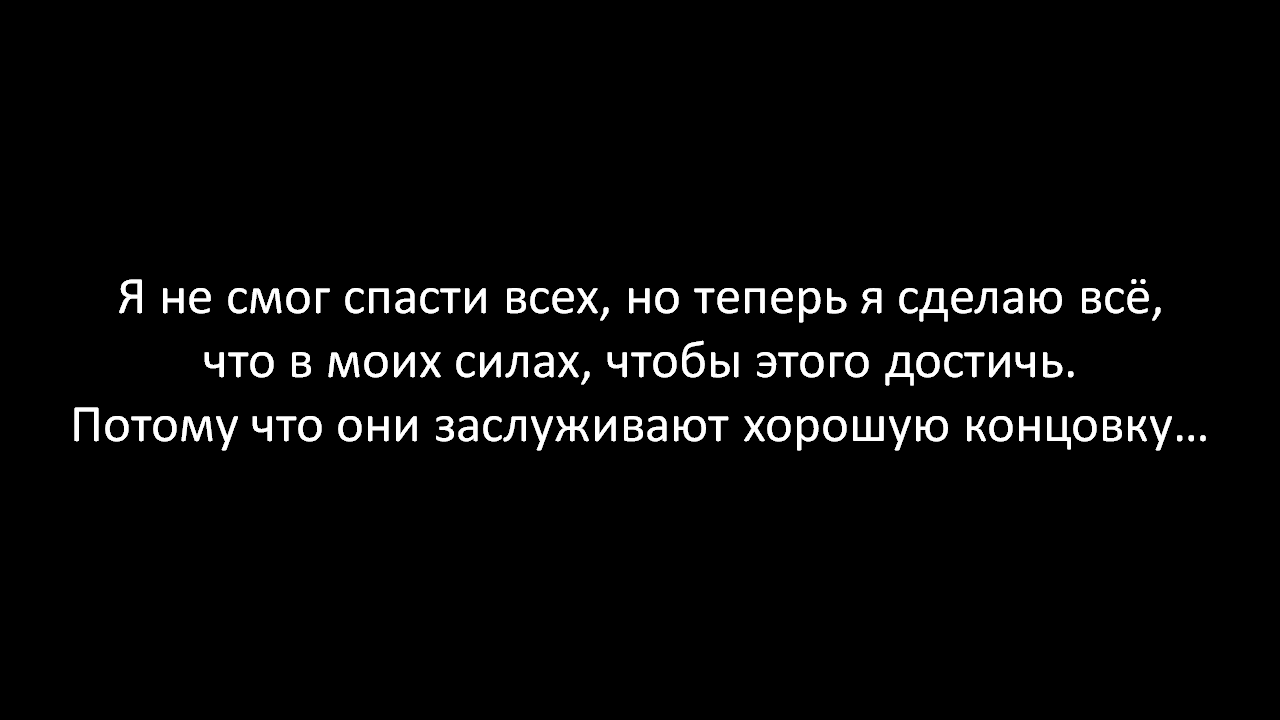 Я не смог спасти всех, но теперь я сделаю всё,
что в моих силах, чтобы этого достичь.
Потому что они заслуживают хорошую концовку…